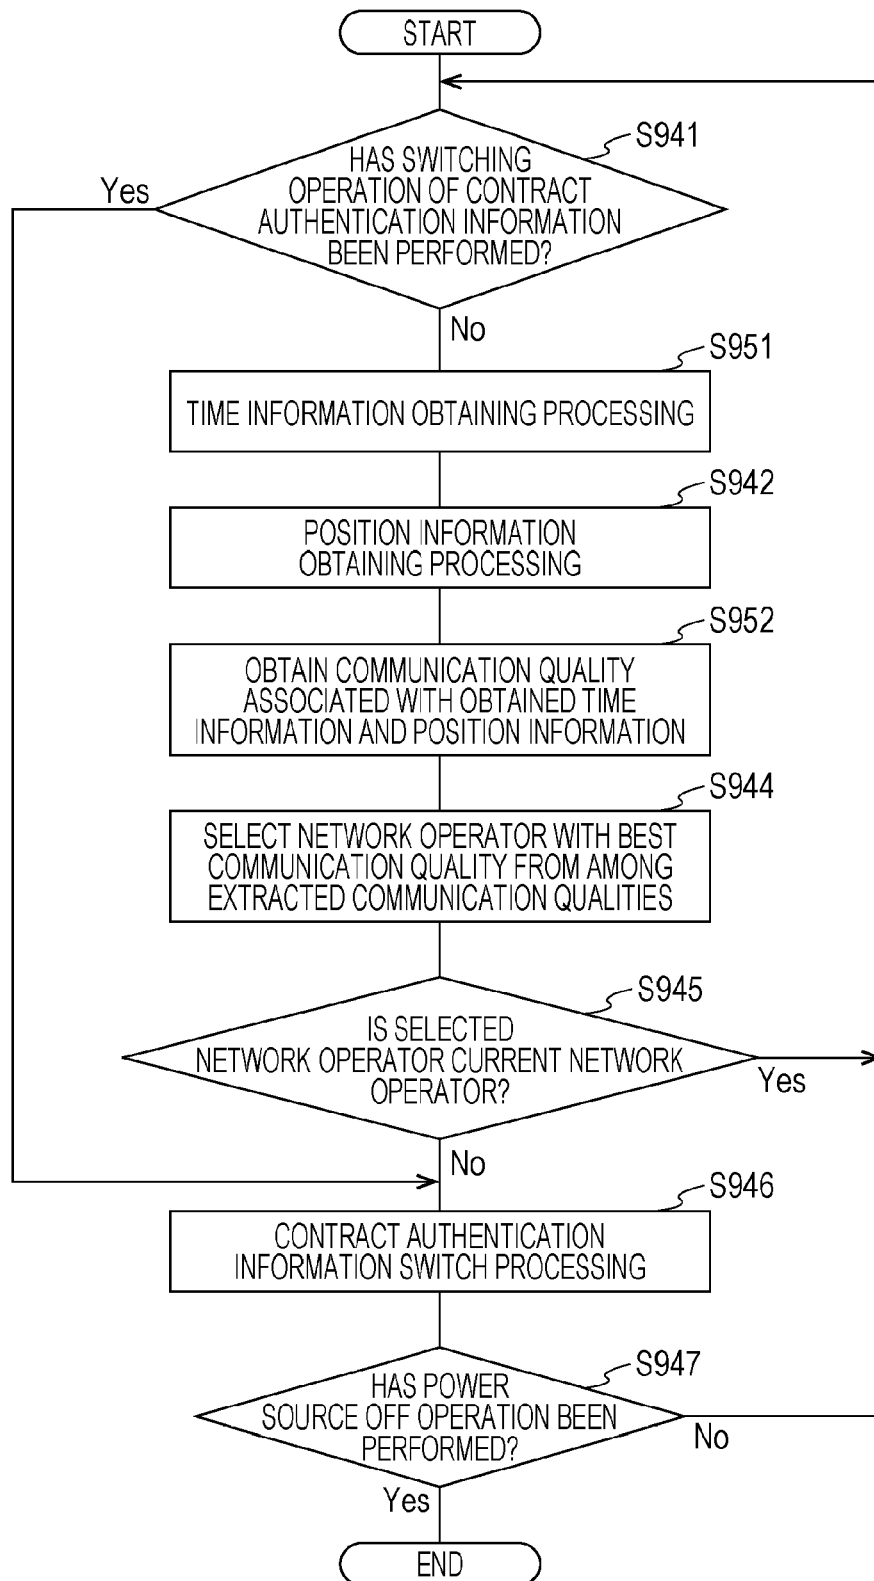 START
S941
HAS SWITCHING
OPERATION OF CONTRACT
AUTHENTICATION INFORMATION
BEEN PERFORMED?
Yes
No
S951
TIME INFORMATION OBTAINING PROCESSING
S942
POSITION INFORMATION
OBTAINING PROCESSING
S952
OBTAIN COMMUNICATION QUALITY
ASSOCIATED WITH OBTAINED TIME
INFORMATION AND POSITION INFORMATION
S944
SELECT NETWORK OPERATOR WITH BEST
COMMUNICATION QUALITY FROM AMONG
EXTRACTED COMMUNICATION QUALITIES
S945
IS SELECTED
NETWORK OPERATOR CURRENT NETWORK
OPERATOR?
Yes
No
S946
CONTRACT AUTHENTICATION
INFORMATION SWITCH PROCESSING
S947
HAS POWER
SOURCE OFF OPERATION BEEN
PERFORMED?
No
Yes
END